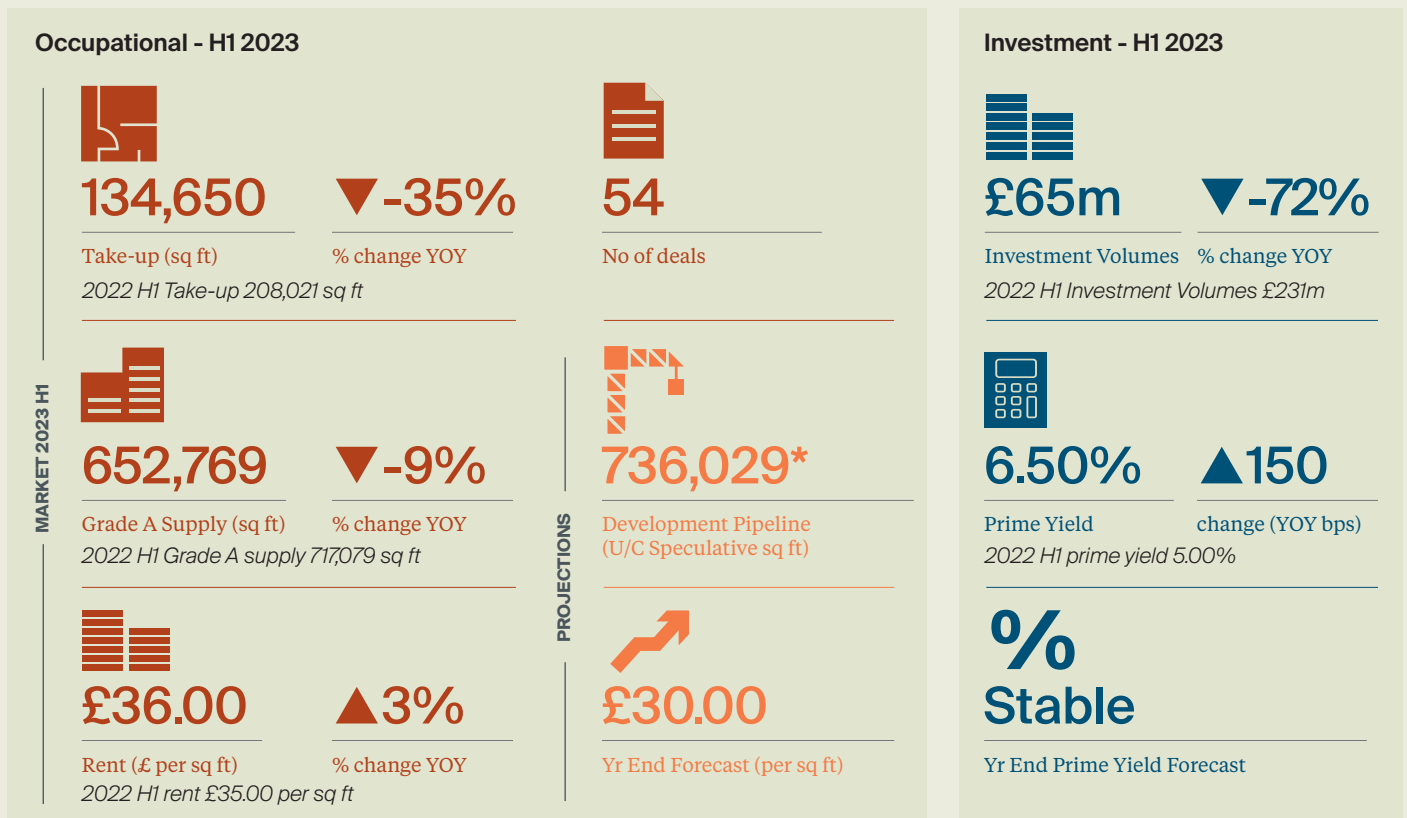 Occupational - H1 2023
MARKET 2023 H1
134,650
Take-up (sq ft)
▼-35%
% change YOY
2022 H1 Take-up 208,021 sq ft
54
No of deals
652,769
Grade A Supply (sq ft)
▼-9%
% change YOY
2022 H1 Grade A supply 717,079 sq ft
£36.00
Rent (£ per sq ft)
▲3%
% change YOY
2022 H1 rent £35.00 per sq ft
PROJECTIONS
736,029*
Development Pipeline
(U/C Speculative sq ft)
£30.00
Yr End Forecast (per sq ft)
Investment - H1 2023
£65m
Investment Volumes
▼-72%
% change YOY
2022 H1 Investment Volumes £231m
6.50%
Prime Yield
▲150
change (YOY bps)
2022 H1 prime yield 5.00%
%
Stable
Yr End Prime Yield Forecast